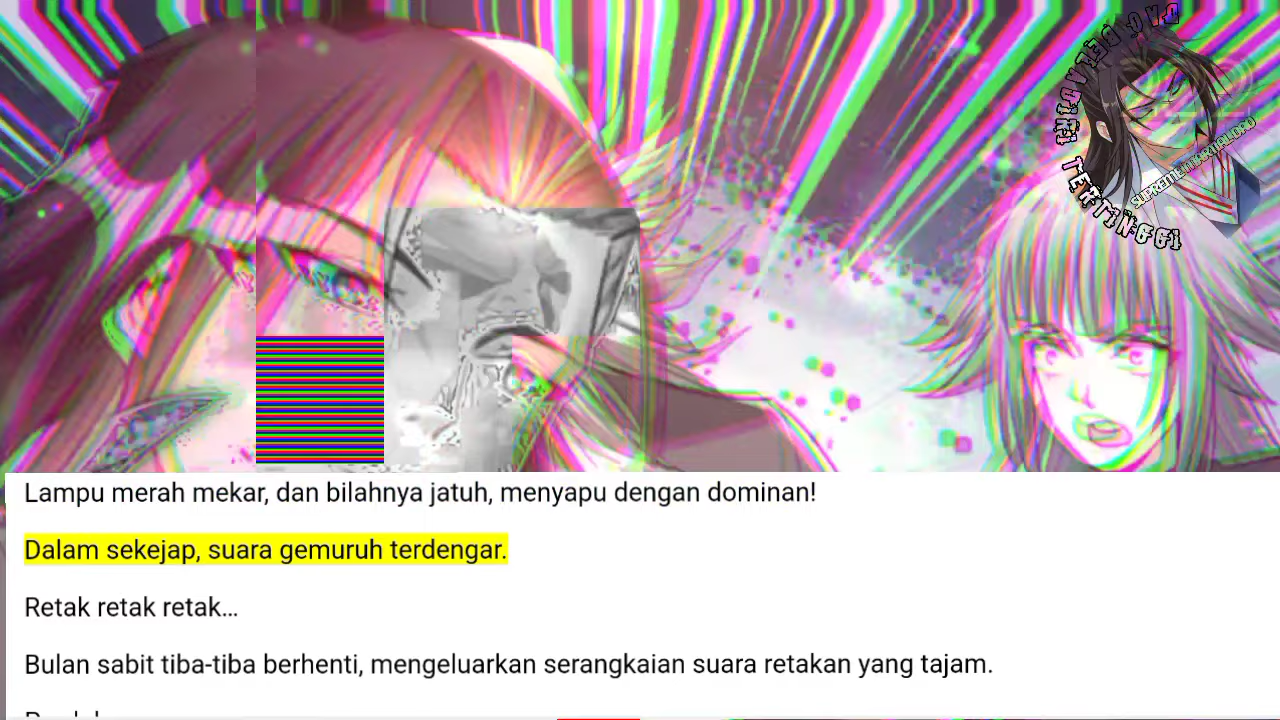 Lampu merah mekar, dan bilahnya jatuh, menyapu dengan dominan!
Dalam sekejap, suara gemuruh terdengar.
Retak retak retak...
Bulan sabit tiba-tiba berhenti, mengeluarkan serangkaian suara retakan yang tajam.